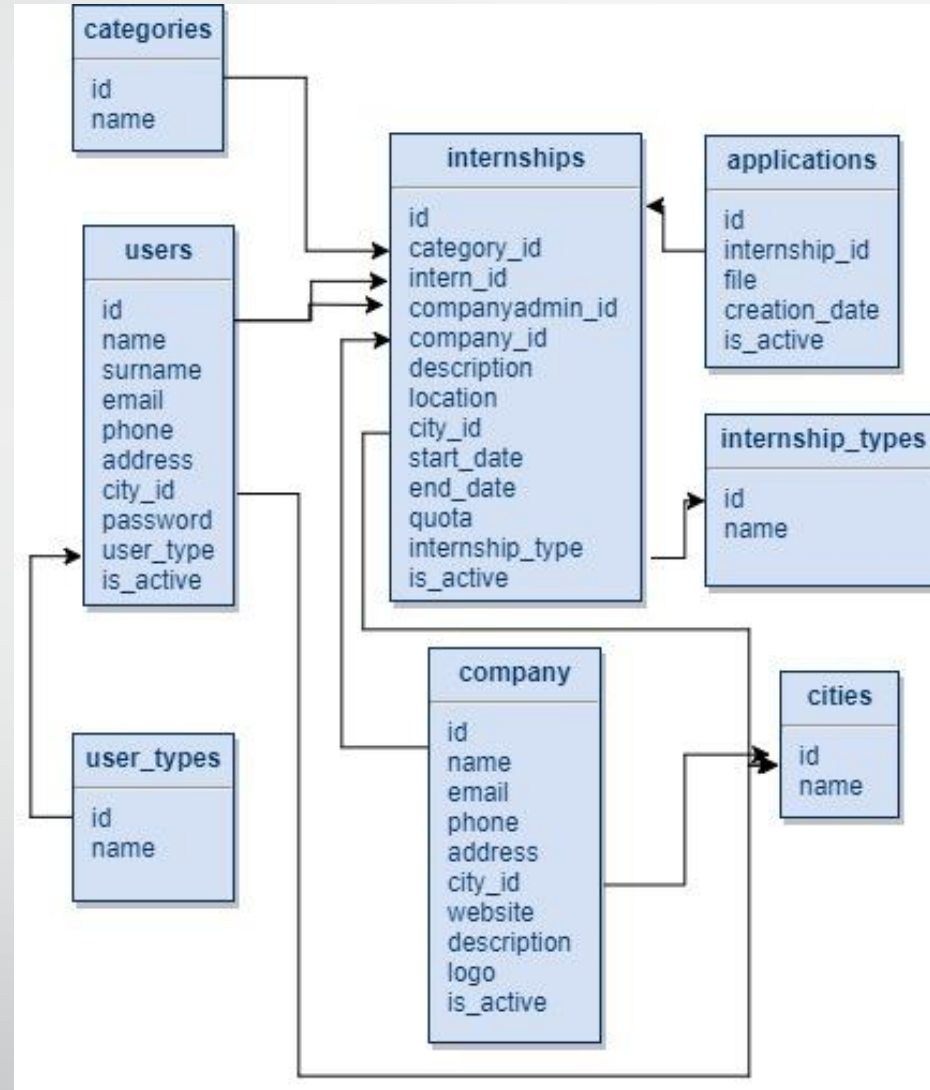 categories
id
name
users
id
name
surname
email
phone
address
city_id
password
user_type
is_active
user_types
id
name
internships
id
category_id
intern_id
companyadmin_id
company_id
description
location
city_id
start_date
end_date
quota
internship_type
is_active
company
id
name
email
phone
address
city_id
website
description
logo
is_active
applications
id
internship_id
file
creation_date
is_active
internship_types
id
name
cities
id
name